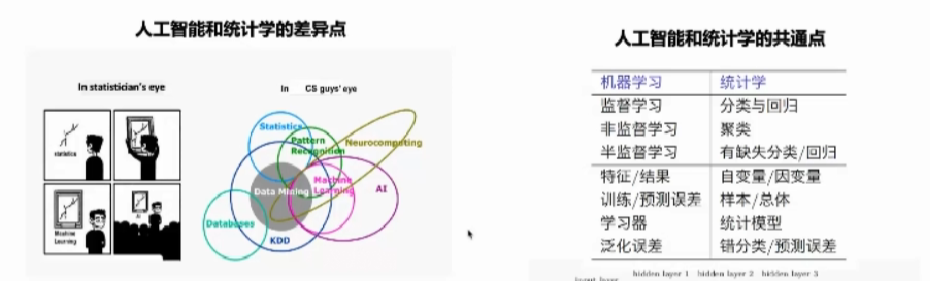 人工智能和统计学的差异点
In statistician's eye
In CS guys' eye
statistics
Machine
Learning
AI
Statistics
Pattern
Recognition
Neurocomputing
Machine
Learning
Data Mining
AI
Databases
KDD
人工智能和统计学的共通点
机器学习 统计学
监督学习 分类与回归
非监督学习 聚类
半监督学习 有缺失分类/回归
特征/结果 自变量/因变量
训练/预测误差 样本/总体
学习器 统计模型
泛化误差 错分类/预测误差
hidden layer 1 hidden layer 2 hidden layer 3
input layer